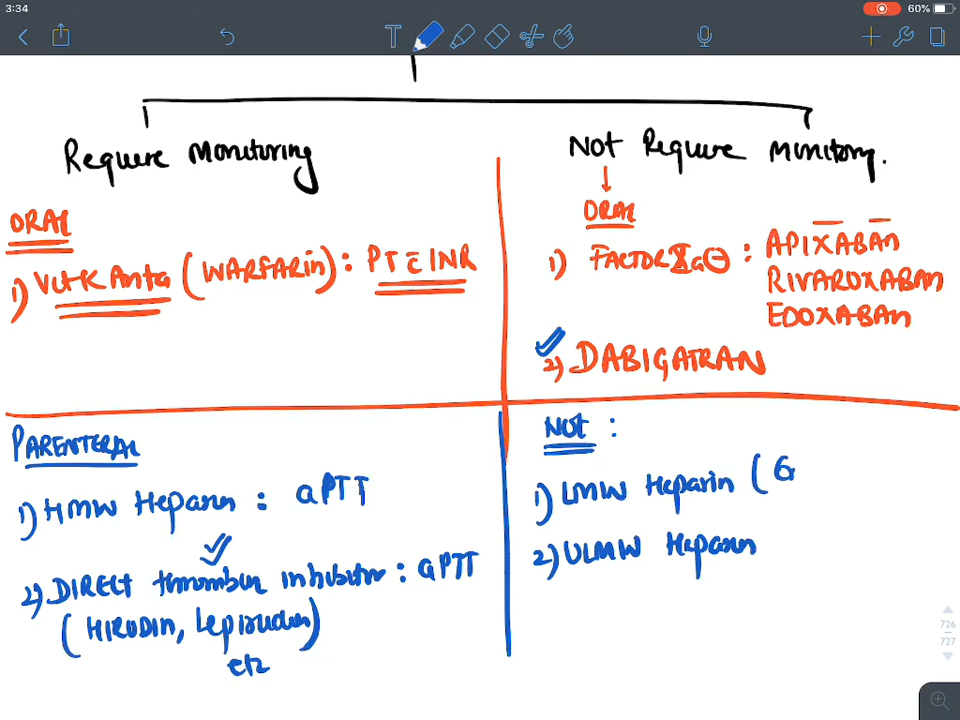 3:34
60%
T
Require Monitoring
Not Require Monitory.
ORAL
1) Vit K Anta (WARFARin): PT c̄ INR
ORAL
1) FACTOR Xa⊖ : APIXABAN
RIVAROXABAN
EDOXABAN
2) DABIGATRAN
PARENTERAL
1) HMW Heparin : aPTT
2) DIRECT thrombin inhibitor : aPTT
(HIRUDIN, Lepirudin)
etc
NOT :
1) LMW Heparin (E
2) ULMW Heparin
726
727